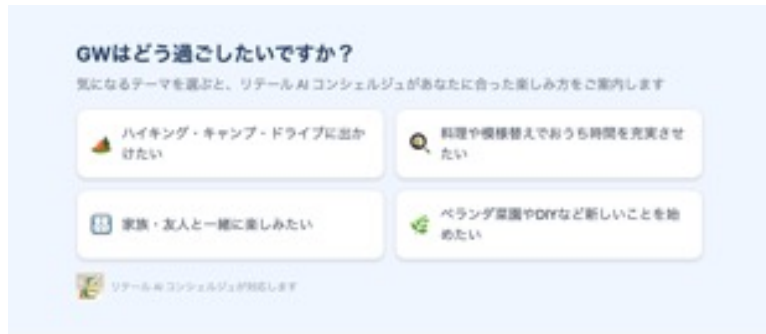 GWはどう過ごしたいですか？
気になるテーマを選ぶと、リテールAIコンシェルジュがあなたに合った楽しみ方をご案内します
ハイキング・キャンプ・ドライブに出か
けたい
料理や模様替えでおうち時間を充実させ
たい
家族・友人と一緒に楽しみたい
ベランダ菜園やDIYなど新しいことを始
めたい
リテールAIコンシェルジュが対応します